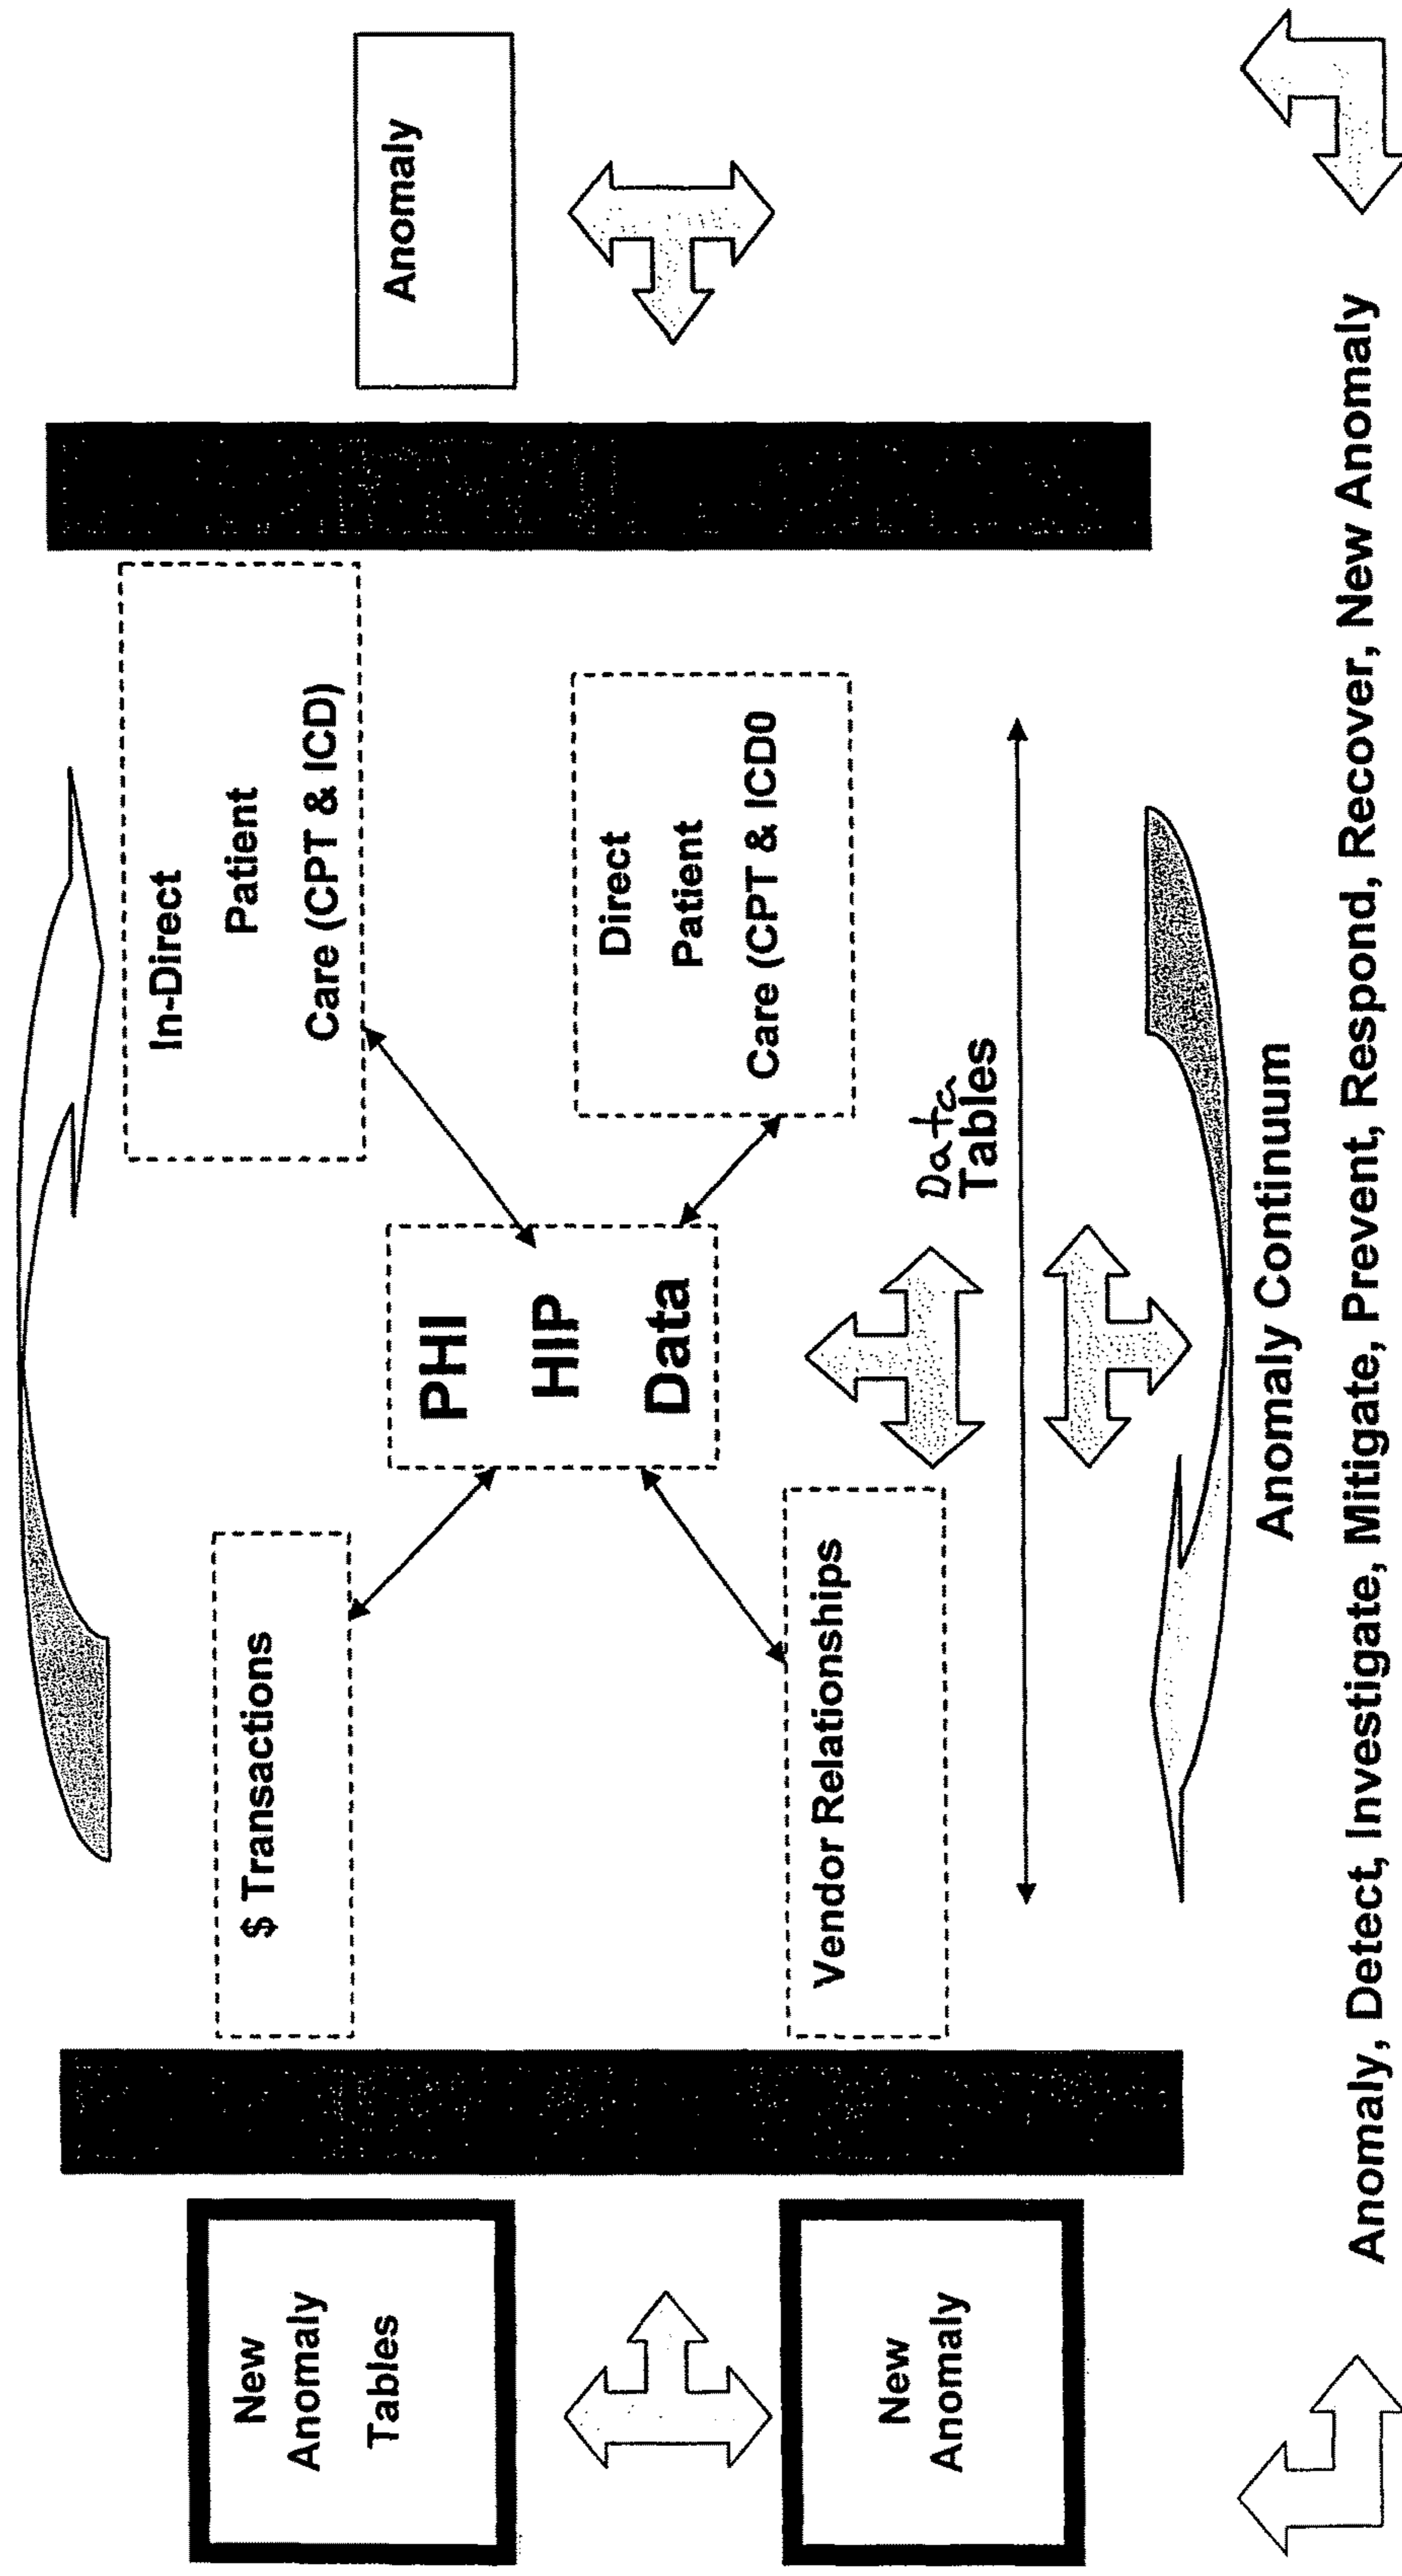 New
Anomaly
Tables
New
Anomaly
$ Transactions
Vendor Relationships
PHI
HIP
Data
In-Direct
Patient
Care (CPT & ICD)
Direct
Patient
Care (CPT & ICD0
Data
Tables
Anomaly
Anomaly Continuum
Anomaly, Detect, Investigate, Mitigate, Prevent, Respond, Recover, New Anomaly